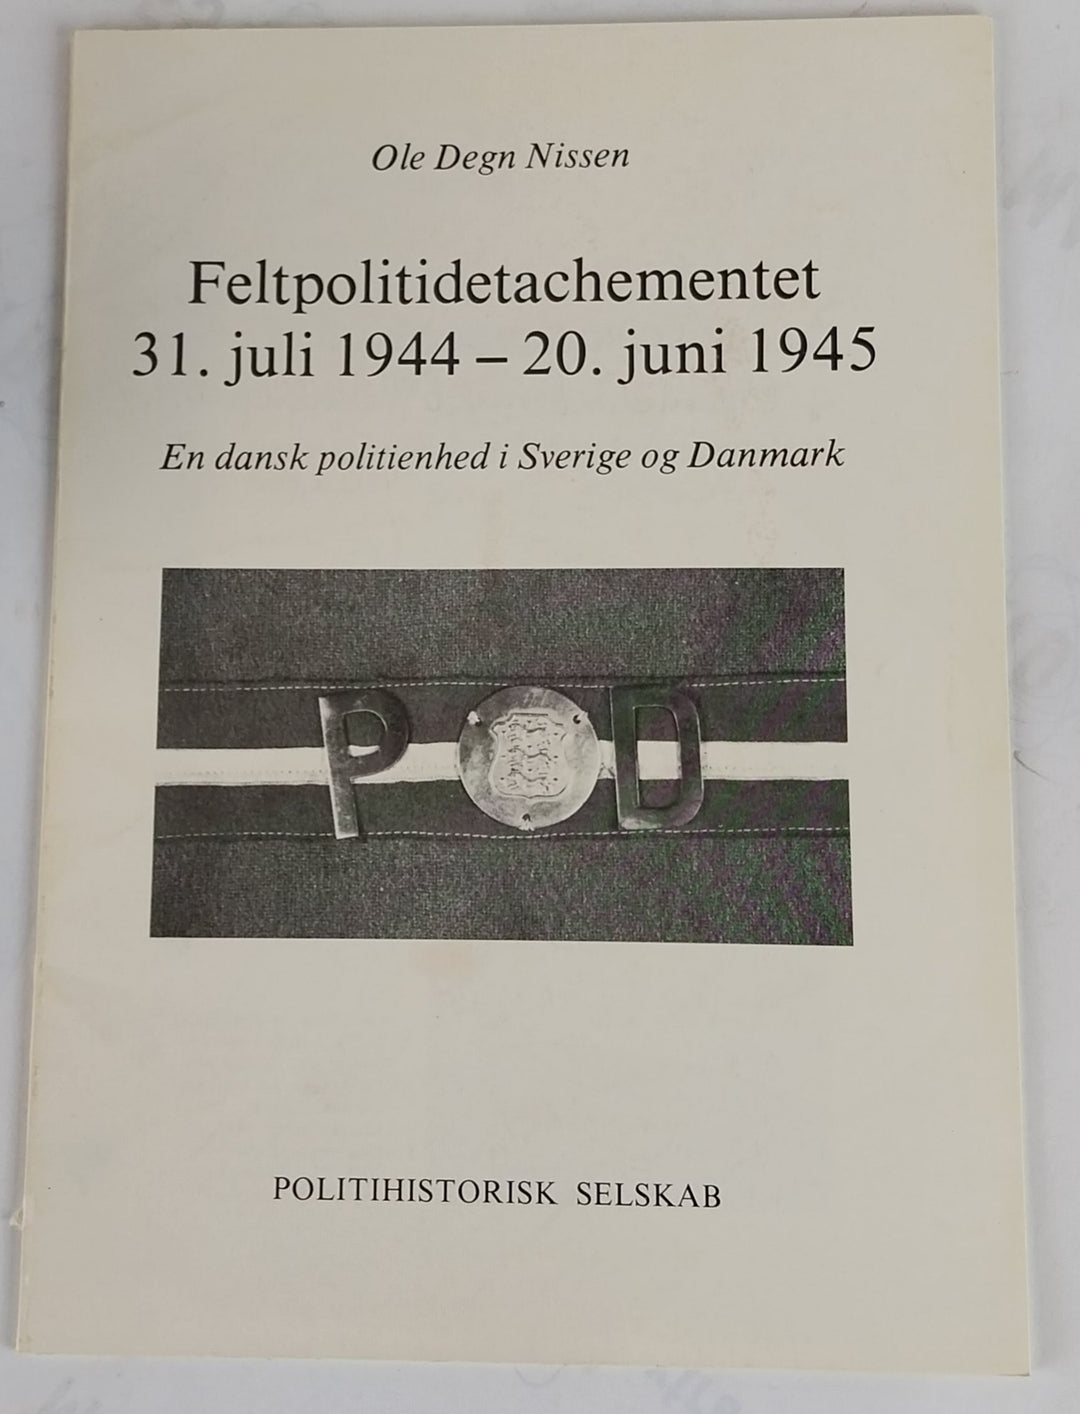 Ole Degn Nissen
Feltpolitidetachementet
31. juli 1944 – 20. juni 1945
En dansk politienhed i Sverige og Danmark
P D
POLITIHISTORISK SELSKAB